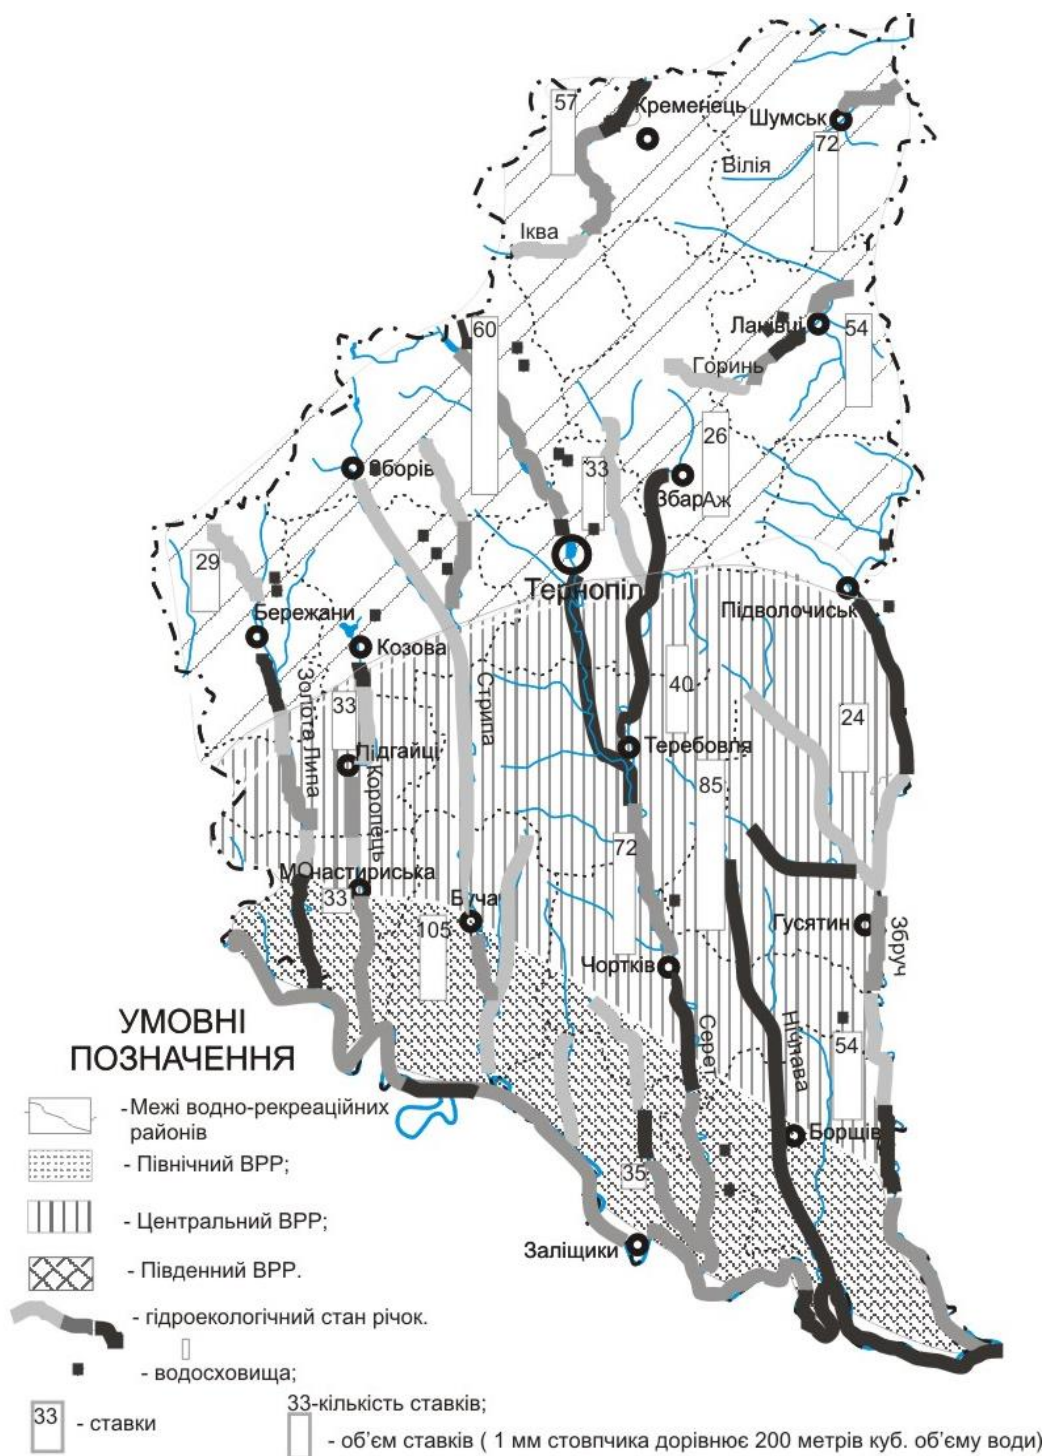 57
Кременець
Шумськ
72
Вілія
Іква
60
Ланівці
54
Горинь
26
Зборів
33
ЗбарАж
29
Тернопіл
Підволочиськ
Бережани
Козова
Золота Липа
33
Стрипа
40
24
Підгайці
Коропець
Теребовля
85
72
МОнастириська
33
Буча
105
Гусятин
Збруч
Чортків
Серет
54
Борщів
35
Заліщики
УМОВНІ
ПОЗНАЧЕННЯ
-Межі водно-рекреаційних
районів
- Північний ВРР;
- Центральний ВРР;
- Південний ВРР.
- гідроекологічний стан річок.
- водосховища;
33
- ставки
33-кількість ставків;
- об'єм ставків ( 1 мм стовпчика дорівнює 200 метрів куб. об'єму води)